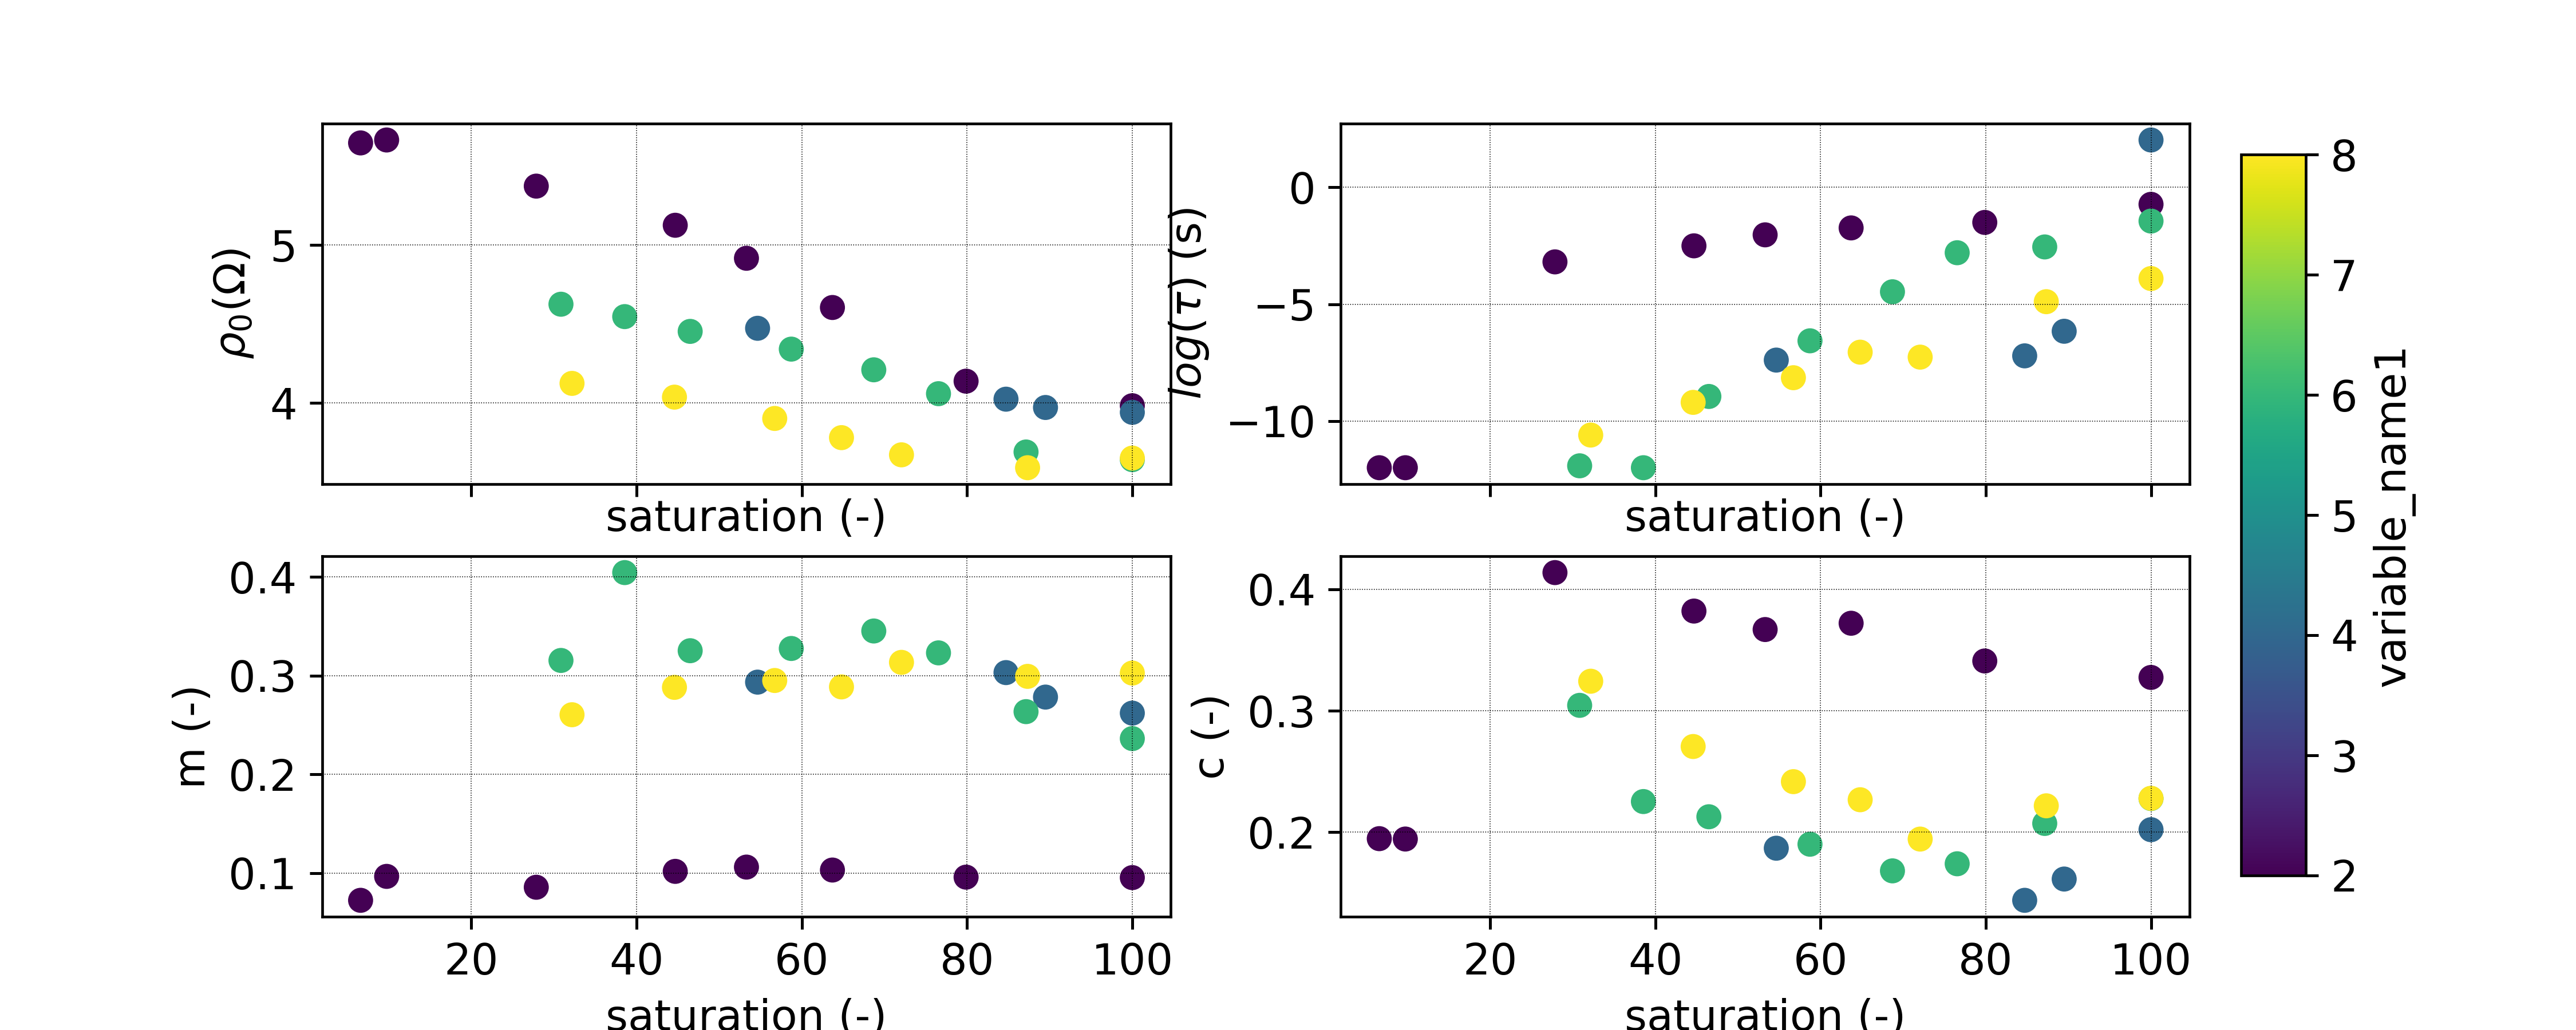 5
4
ρ₀(Ω)
saturation (-)
0
−5
−10
log(τ) (s)
saturation (-)
0.4
0.3
0.2
0.1
m (-)
20 40 60 80 100
saturation (-)
0.4
0.3
0.2
c (-)
20 40 60 80 100
saturation (-)
8
7
6
5
4
3
2
variable_name1